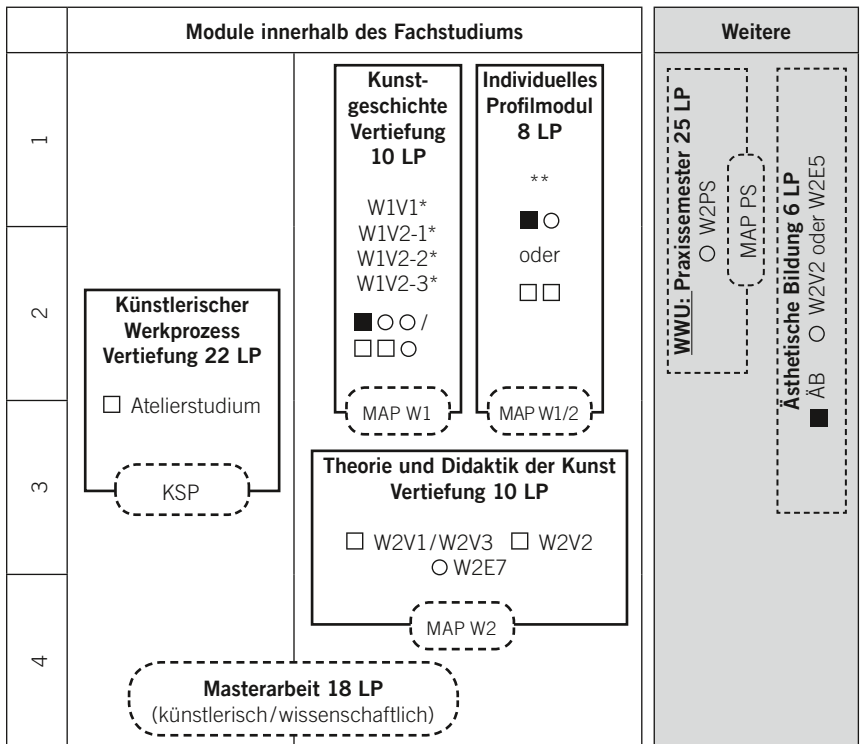 Module innerhalb des Fachstudiums
Weitere
1
2
3
4
Künstlerischer
Werkprozess
Vertiefung 22 LP
□ Atelierstudium
KSP
Kunst-
geschichte
Vertiefung
10 LP
W1V1*
W1V2-1*
W1V2-2*
W1V2-3*
■ ○ ○ /
□ □ ○
MAP W1
Individuelles
Profilmodul
8 LP
**
■ ○
oder
□ □
MAP W1/2
Theorie und Didaktik der Kunst
Vertiefung 10 LP
□ W2V1/W2V3 □ W2V2
○ W2E7
MAP W2
Masterarbeit 18 LP
(künstlerisch/wissenschaftlich)
WWU: Praxissemester 25 LP
○ W2PS
MAP PS
Ästhetische Bildung 6 LP
■ ÄB ○ W2V2 oder W2E5